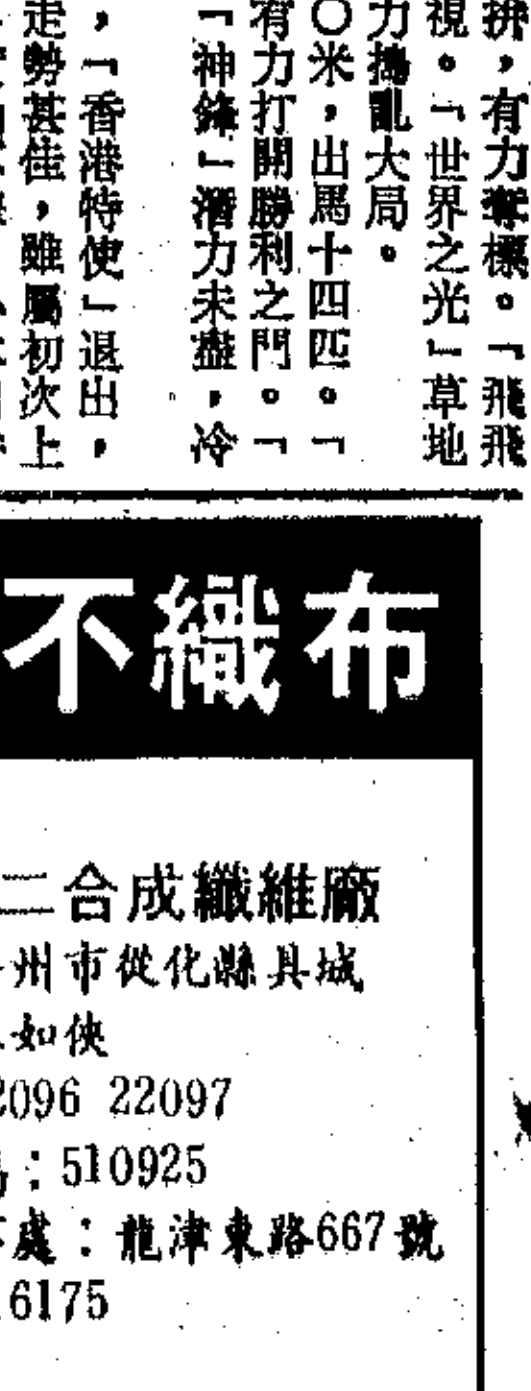 拚，有力奪標。「飛飛
視。「世界之光」草地
力搗亂大局。
〇米，出馬十四匹。「
有力打開勝利之門。「
「神鋒」潛力未盡，冷
，「香港特使」退出，
走勢甚佳，雖屬初次上
不織布
二合成纖維廠
州市從化縣具城
如俠
2096 22097
：510925
處：龍津東路667號
6175